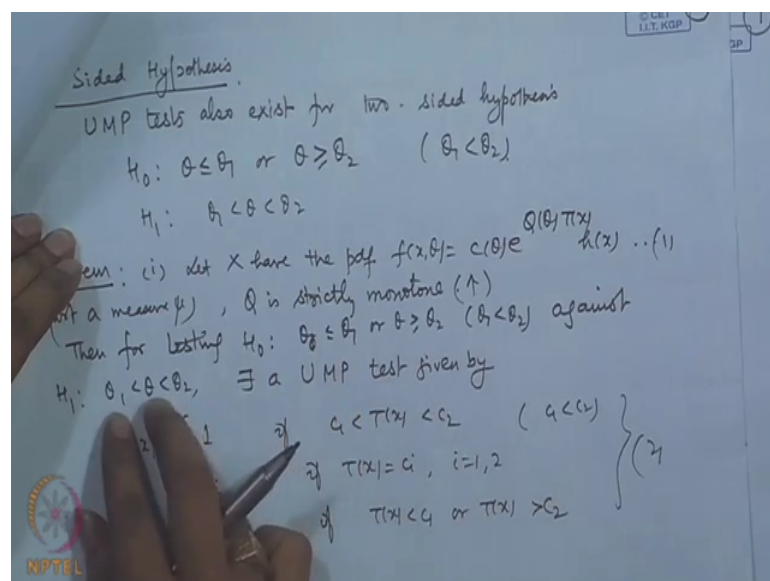 © CET
I.I.T. KGP
Sided Hypothesis.
UMP tests also exist for two-sided hypothesis
H₀: θ ≤ θ₁ or θ ≥ θ₂ (θ₁ < θ₂).
H₁: θ₁ < θ < θ₂
em: (i) Let X have the pdf f(x,θ) = c(θ) e^{Q(θ) T(x)} h(x) ..(1)
a measure μ), Q is strictly monotone (↑)
Then for testing H₀: θ ≤ θ₁ or θ ≥ θ₂ (θ₁ < θ₂) against
H₁: θ₁ < θ < θ₂, ∃ a UMP test given by
1 if c₁ < T(x) < c₂ (c₁ < c₂)
if T(x) = cᵢ, i=1,2
if T(x) < c₁ or T(x) > c₂
NPTEL